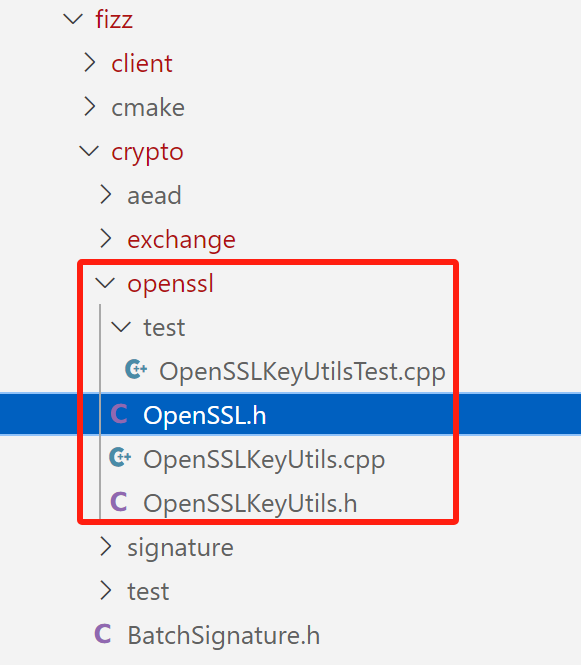 fizz
client
cmake
crypto
aead
exchange
openssl
test
C++ OpenSSLKeyUtilsTest.cpp
C OpenSSL.h
C++ OpenSSLKeyUtils.cpp
C OpenSSLKeyUtils.h
signature
test
C BatchSignature.h